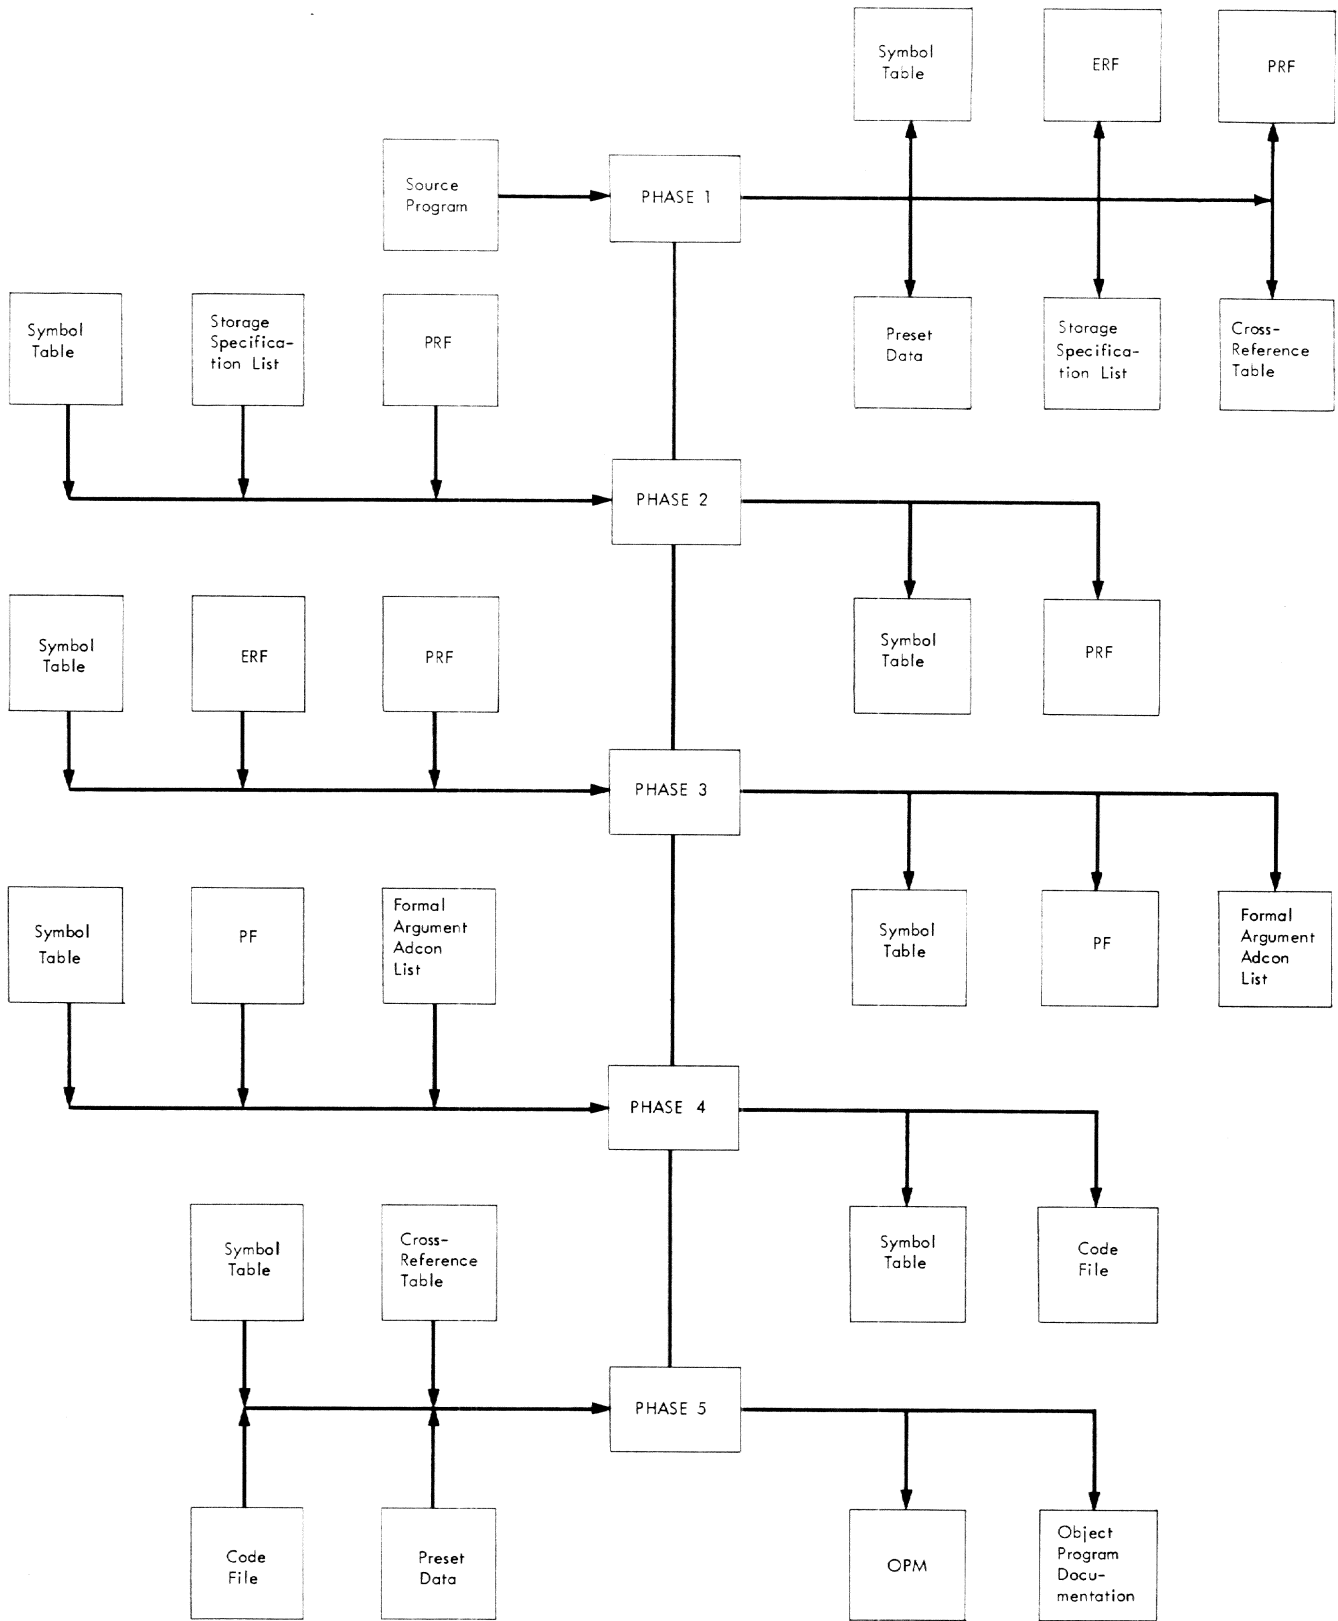 Symbol
Table
ERF
PRF
Source
Program
PHASE 1
Preset
Data
Storage
Specifica-
tion List
Cross-
Reference
Table
Symbol
Table
Storage
Specifica-
tion List
PRF
PHASE 2
Symbol
Table
PRF
Symbol
Table
ERF
PRF
PHASE 3
Symbol
Table
PF
Formal
Argument
Adcon
List
Symbol
Table
PF
Formal
Argument
Adcon
List
PHASE 4
Symbol
Table
Code
File
Symbol
Table
Cross-
Reference
Table
PHASE 5
Code
File
Preset
Data
OPM
Object
Program
Docu-
mentation